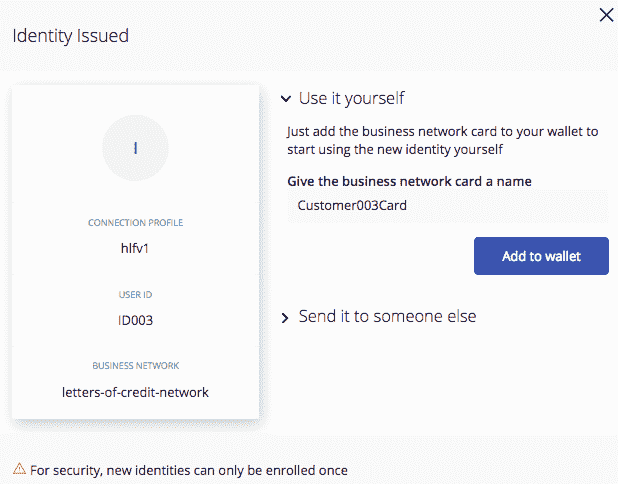 Identity Issued
I
CONNECTION PROFILE
hlfv1
USER ID
ID003
BUSINESS NETWORK
letters-of-credit-network
Use it yourself
Just add the business network card to your wallet to
start using the new identity yourself
Give the business network card a name
Customer003Card
Add to wallet
Send it to someone else
For security, new identities can only be enrolled once